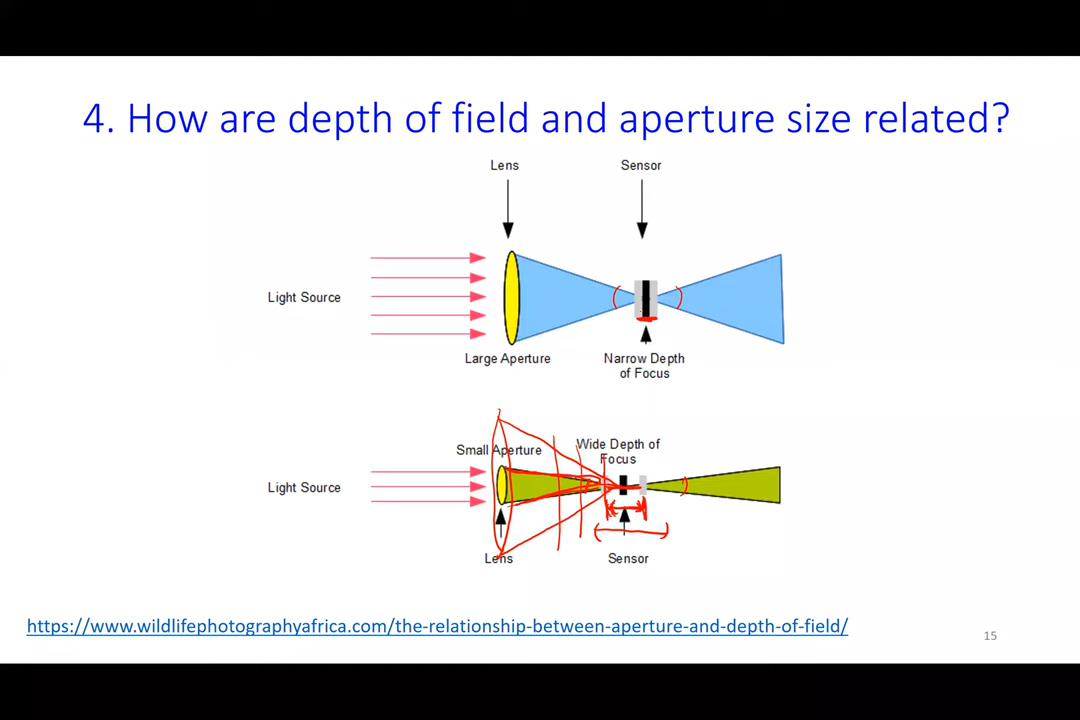 4. How are depth of field and aperture size related?
Lens
Sensor
Light Source
Large Aperture
Narrow Depth
of Focus
Small Aperture
Wide Depth of
Focus
Light Source
Lens
Sensor
https://www.wildlifephotographyafrica.com/the-relationship-between-aperture-and-depth-of-field/
15